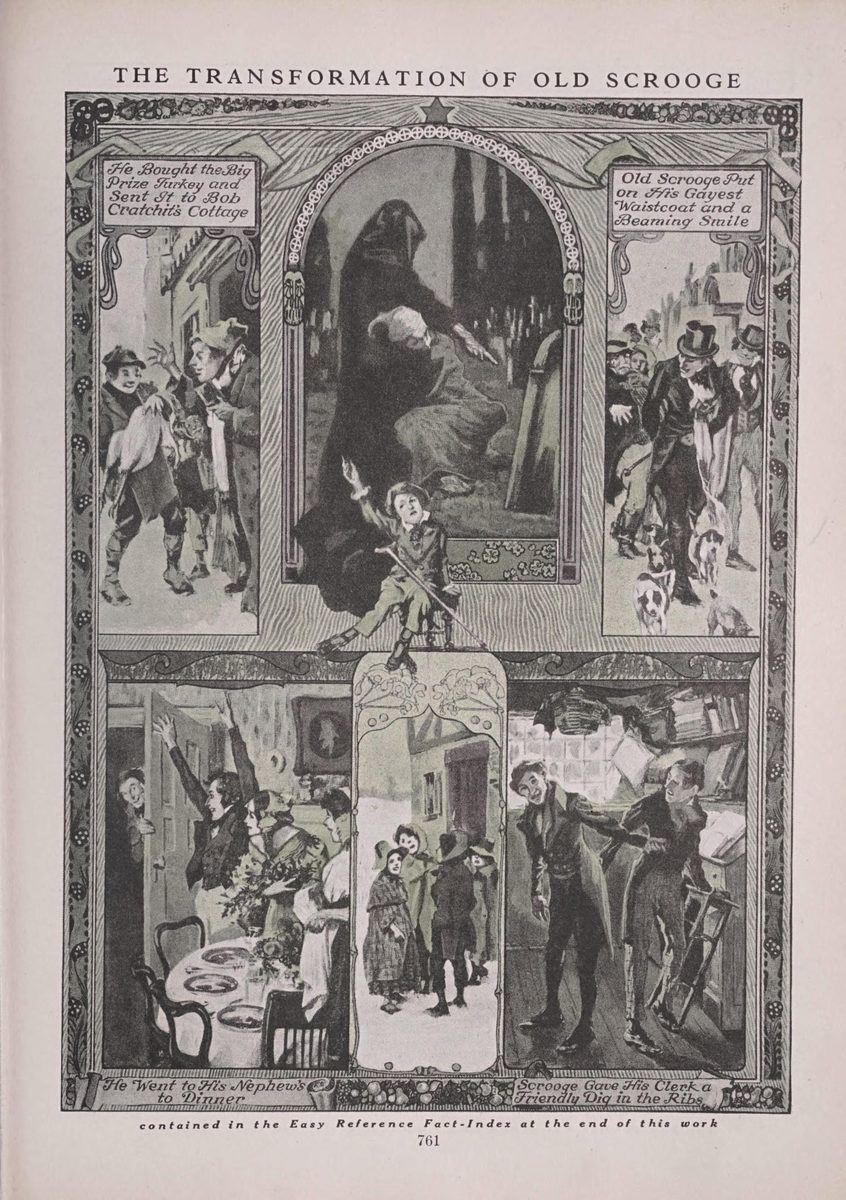 THE TRANSFORMATION OF OLD SCROOGE
He Bought the Big
Prize Turkey and
Sent It to Bob
Cratchit's Cottage
Old Scrooge Put
on His Gayest
Waistcoat and a
Beaming Smile
He Went to His Nephew's
to Dinner
Scrooge Gave His Clerk a
Friendly Dig in the Ribs
contained in the Easy Reference Fact-Index at the end of this work
761